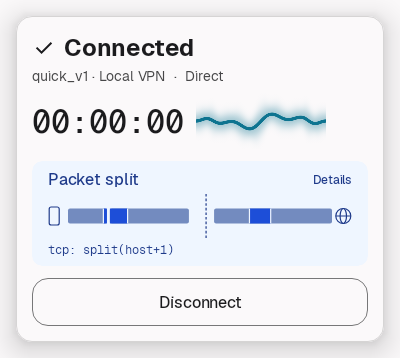 Connected
quick_v1 · Local VPN · Direct
00:00:00
Packet split Details
tcp: split(host+1)
Disconnect